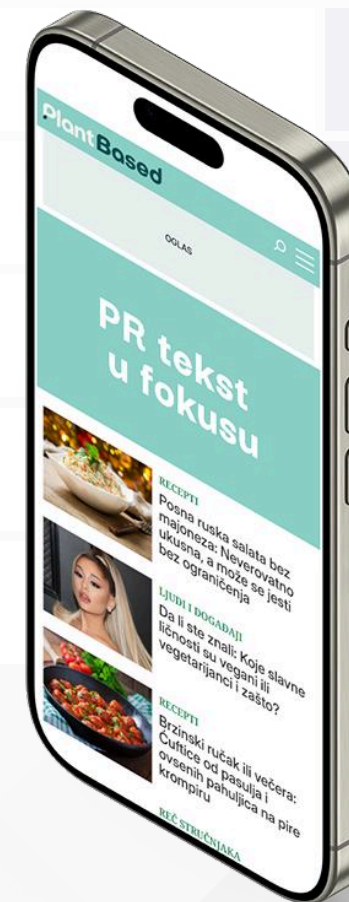 PlantBased
OGLAS
PR tekst
u fokusu
RECEPTI
Posna ruska salata bez
majoneza: Neverovatno
ukusna, a može se jesti
bez ograničenja
LJUDI I DOGAĐAJI
Da li ste znali: Koje slavne
ličnosti su vegani ili
vegetarijanci i zašto?
RECEPTI
Brzinski ručak ili večera:
Ćuftice od pasulja i
ovsenih pahuljica na pire
krompiru
REČ STRUČNJAKA